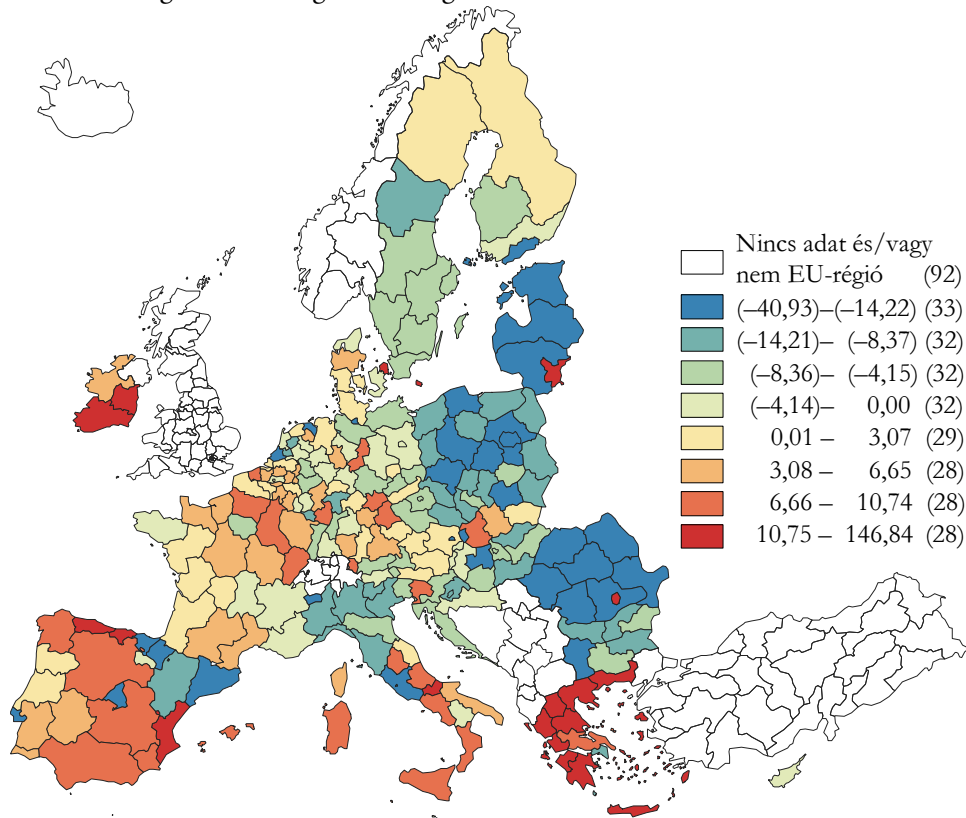 Nincs adat és/vagy
nem EU-régió (92)
(–40,93)–(–14,22) (33)
(–14,21)– (–8,37) (32)
(–8,36)– (–4,15) (32)
(–4,14)– 0,00 (32)
0,01 – 3,07 (29)
3,08 – 6,65 (28)
6,66 – 10,74 (28)
10,75 – 146,84 (28)